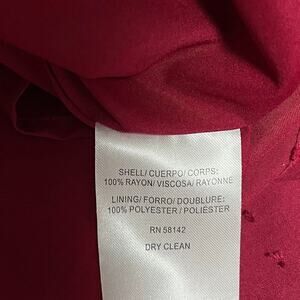 SHELL/ CUERPO/ CORPS:
100% RAYON/ VISCOSA/ RAYONNE
LINING/ FORRO/ DOUBLURE:
100% POLYESTER / POLIÉSTER
RN 58142
DRY CLEAN